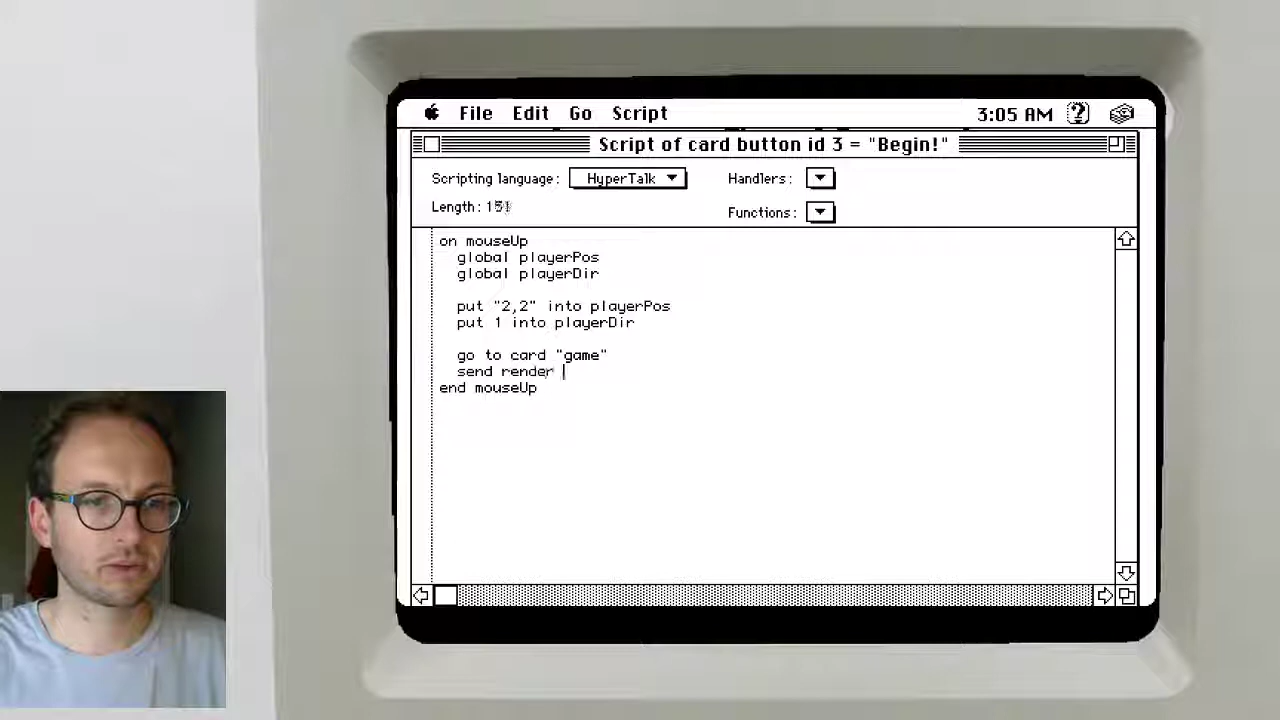 File Edit Go Script 3:05 AM
Script of card button id 3 = "Begin!"
Scripting language: HyperTalk Handlers:
Length: Functions:
on mouseUp
global playerPos
global playerDir
put "2,2" into playerPos
put 1 into playerDir
go to card "game"
send render
end mouseUp